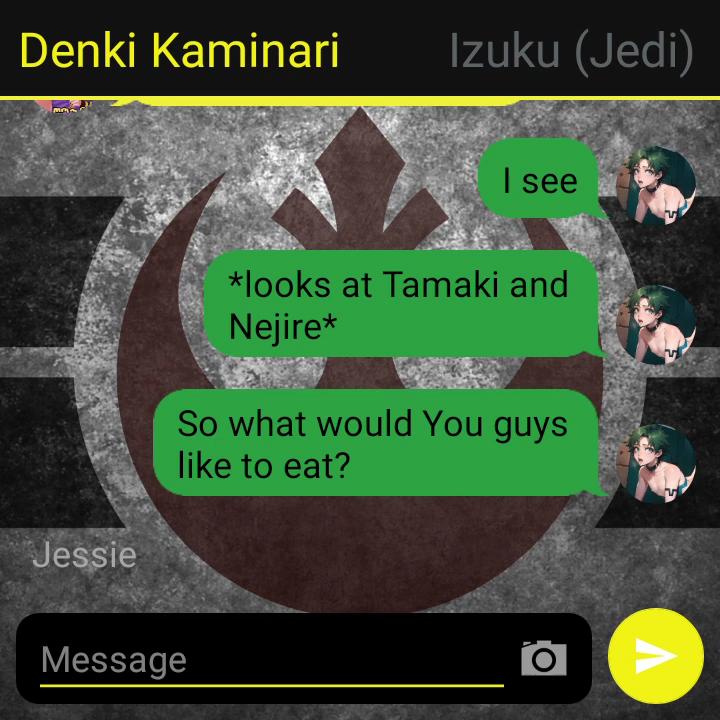 Denki Kaminari
Izuku (Jedi)
I see
*looks at Tamaki and
Nejire*
So what would You guys
like to eat?
Jessie
Message